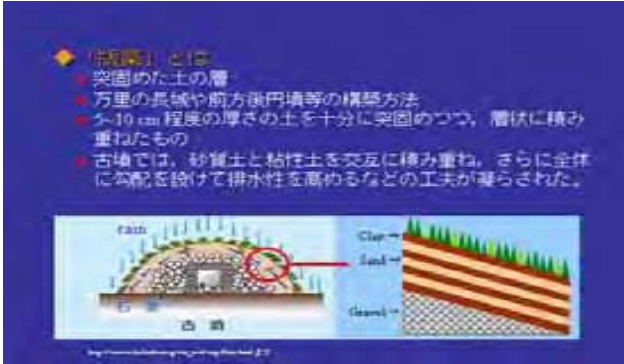 「版築」とは
突固めた土の層
万里の長城や前方後円墳等の構築方法
5~10 cm 程度の厚さの土を十分に突固めつつ，層状に積み
重ねたもの
古墳では，砂質土と粘性土を交互に積み重ね，さらに全体
に勾配を設けて排水性を高めるなどの工夫が凝らされた。
rain
Clay
Sand
Gravel
石室
古墳